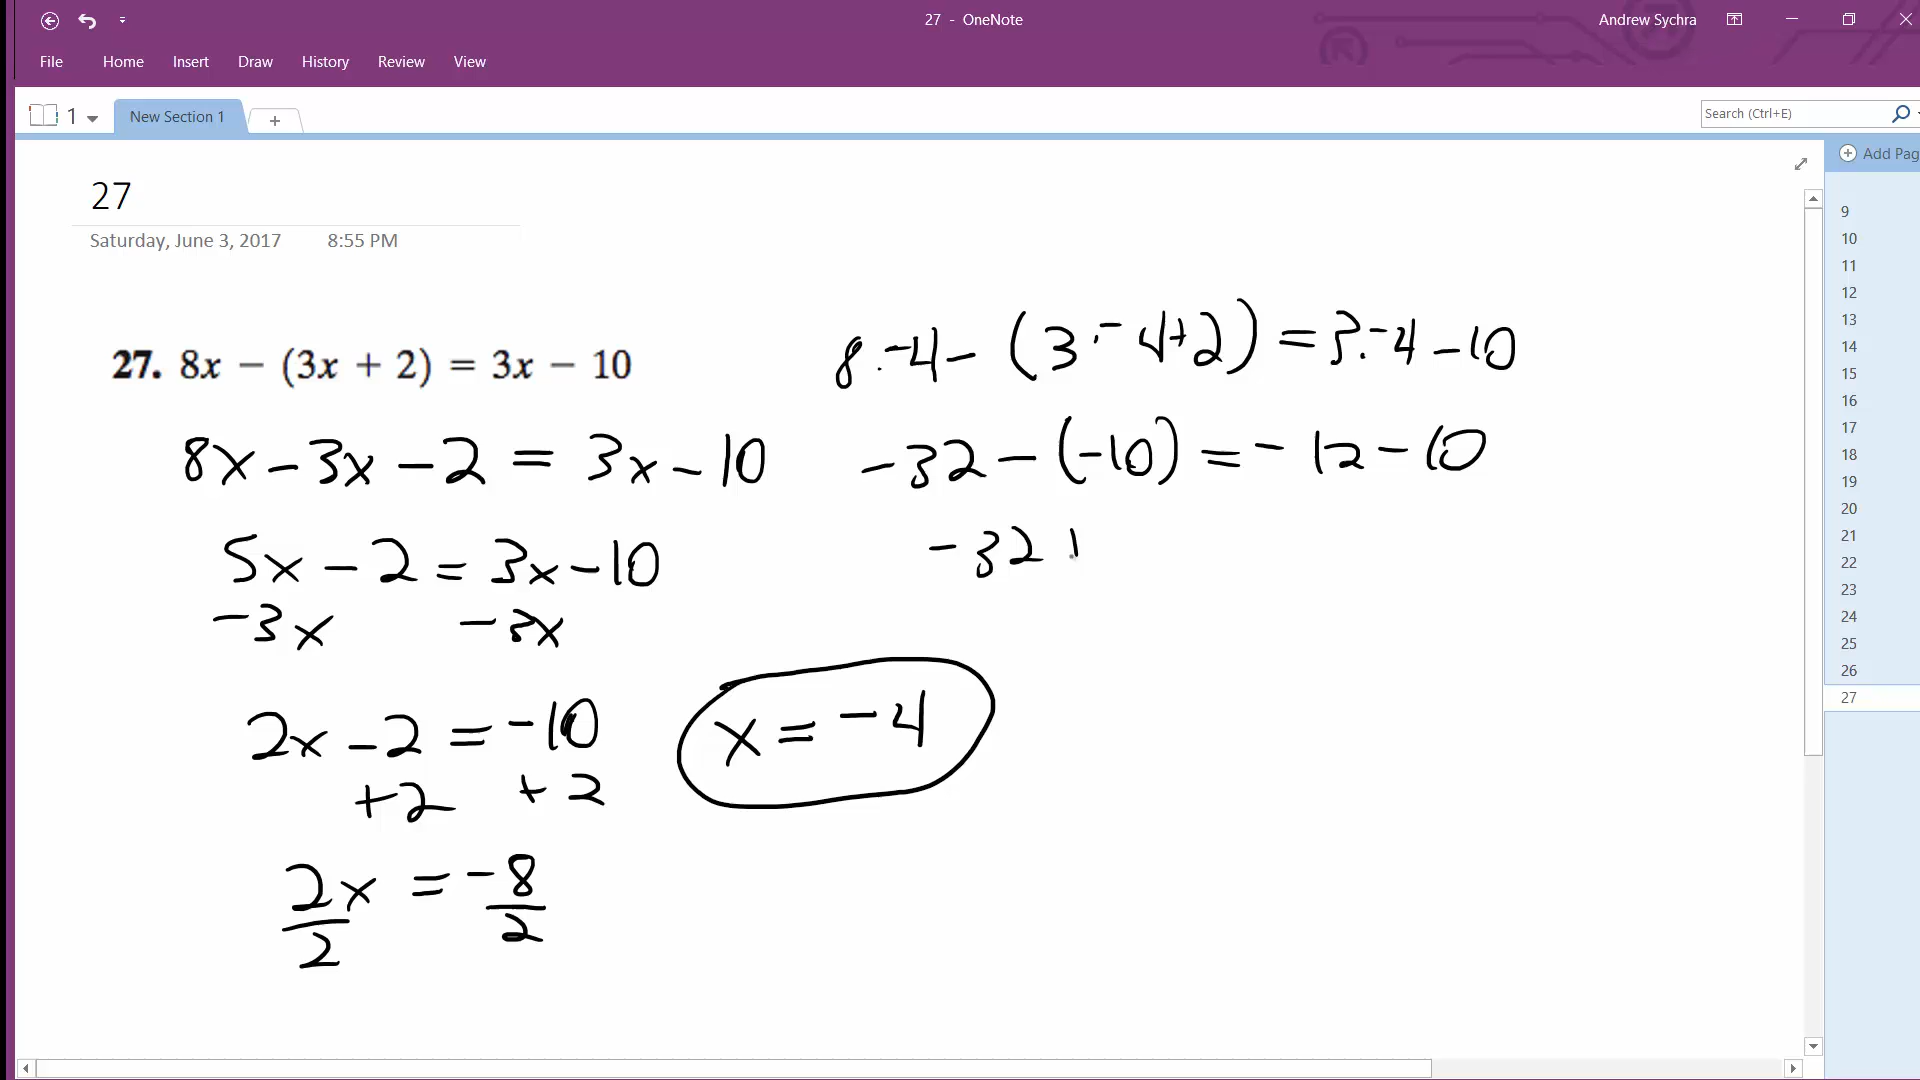 27 - OneNote
Andrew Sychra
File Home Insert Draw History Review View
1 New Section 1 +
Search (Ctrl+E)
Add Pag
27
Saturday, June 3, 2017 8:55 PM
27. 8x − (3x + 2) = 3x − 10
8x - 3x - 2 = 3x - 10
5x - 2 = 3x - 10
-3x -3x
2x - 2 = -10
+2 +2
2x = -8
2 2
x = -4
8·-4 - (3·-4+2) = 3·-4 - 10
-32 - (-10) = -12 - 10
-32
9
10
11
12
13
14
15
16
17
18
19
20
21
22
23
24
25
26
27